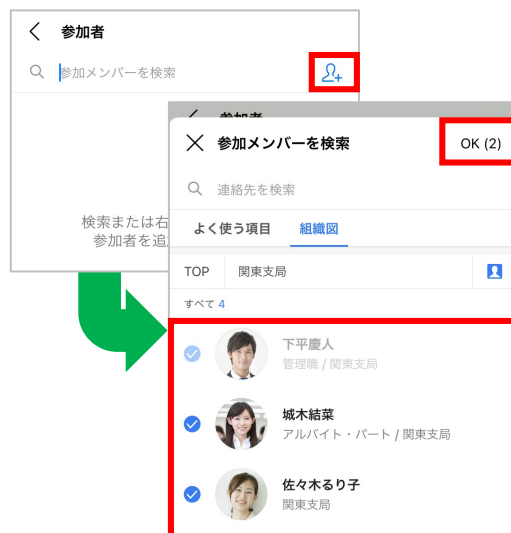 参加者
参加メンバーを検索
検索または右
参加者を追
参加メンバーを検索
OK (2)
連絡先を検索
よく使う項目
組織図
TOP
関東支局
すべて 4
下平慶人
管理職 / 関東支局
城木結菜
アルバイト・パート / 関東支局
佐々木るり子
関東支局